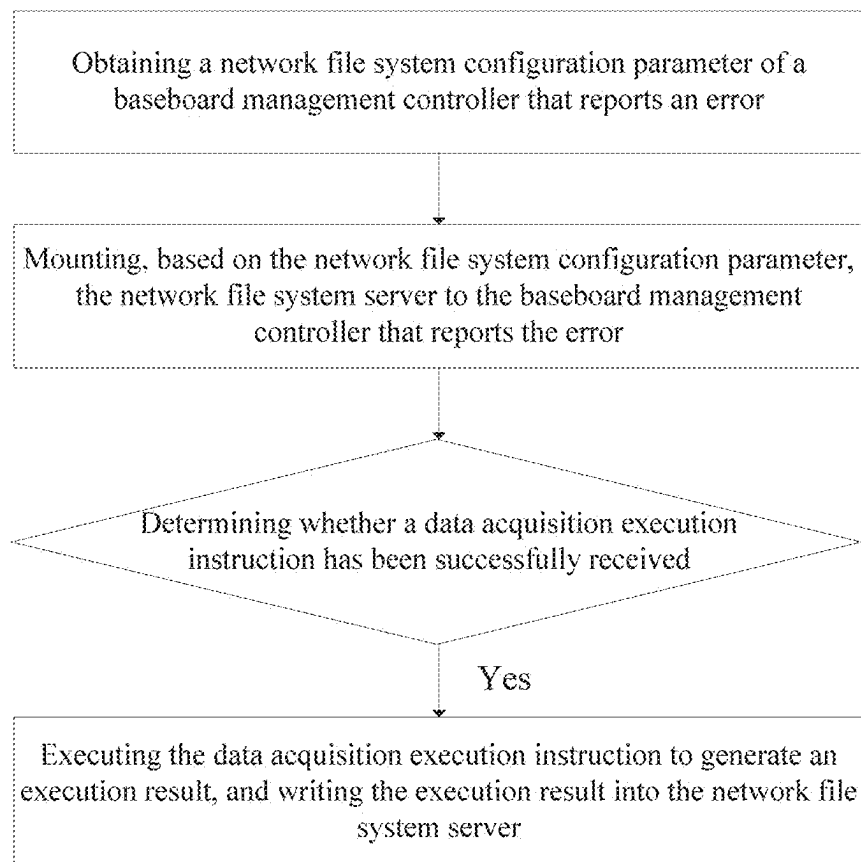 Obtaining a network file system configuration parameter of a
baseboard management controller that reports an error
Mounting, based on the network file system configuration parameter,
the network file system server to the baseboard management
controller that reports the error
Determining whether a data acquisition execution
instruction has been successfully received
Yes
Executing the data acquisition execution instruction to generate an
execution result, and writing the execution result into the network file
system server